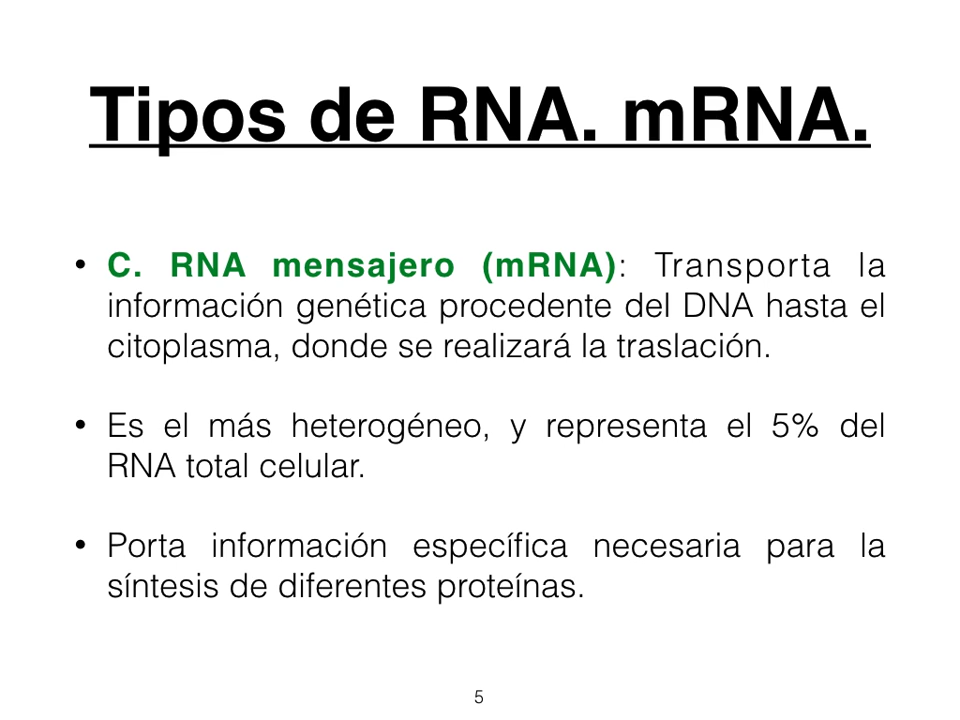 Tipos de RNA. mRNA.
• C. RNA mensajero (mRNA): Transporta la
información genética procedente del DNA hasta el
citoplasma, donde se realizará la traslación.
• Es el más heterogéneo, y representa el 5% del
RNA total celular.
• Porta información específica necesaria para la
síntesis de diferentes proteínas.
5